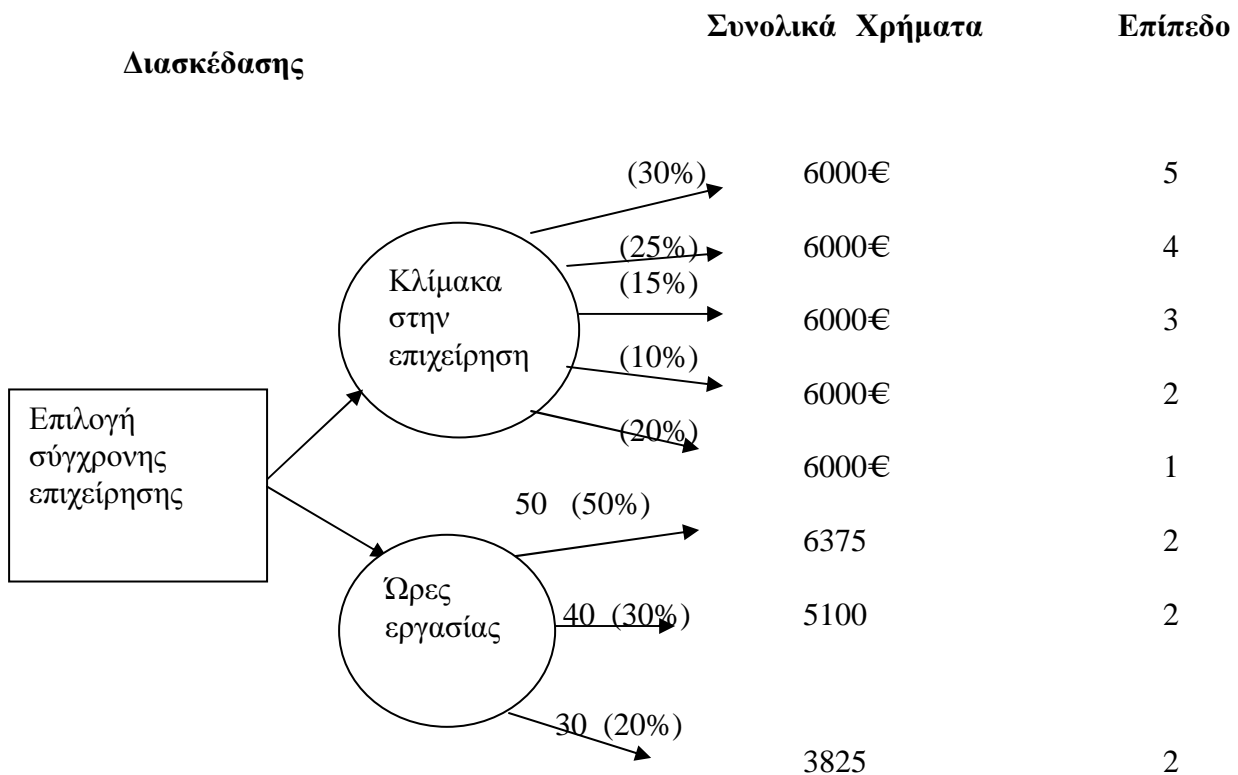 Συνολικά Χρήματα Επίπεδο
Διασκέδασης
(30%) 6000€ 5
(25%) 6000€ 4
(15%)
6000€ 3
(10%)
6000€ 2
(20%)
6000€ 1
Κλίμακα
στην
επιχείρηση
Επιλογή
σύγχρονης
επιχείρησης
50 (50%)
6375 2
Ώρες
εργασίας
40 (30%) 5100 2
30 (20%)
3825 2